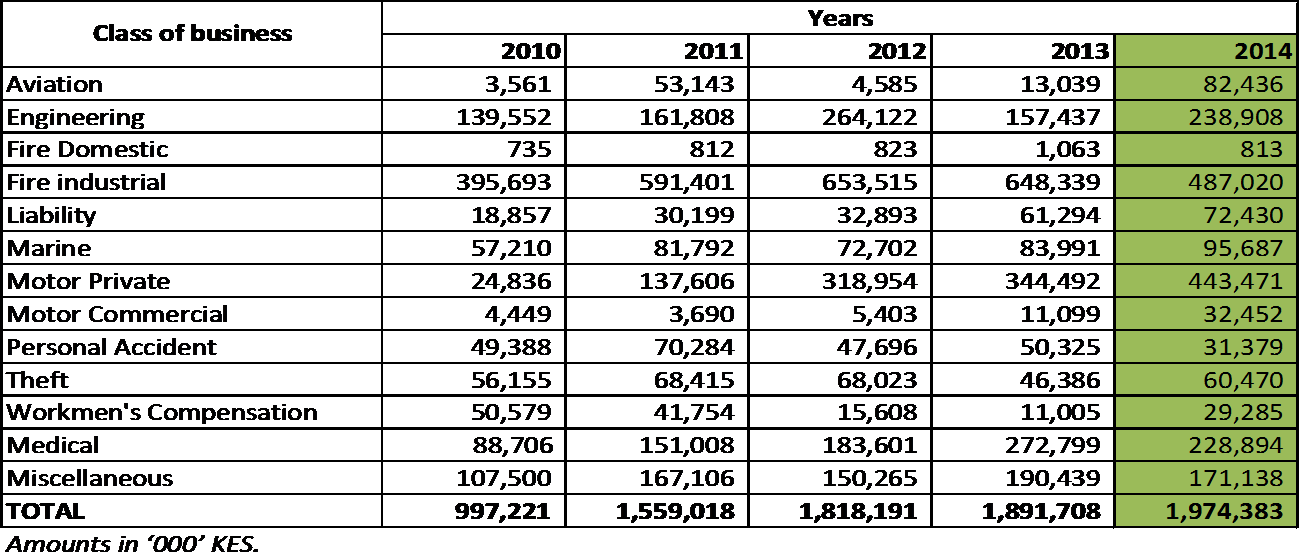 Class of business Years
2010 2011 2012 2013 2014
Aviation 3,561 53,143 4,585 13,039 82,436
Engineering 139,552 161,808 264,122 157,437 238,908
Fire Domestic 735 812 823 1,063 813
Fire industrial 395,693 591,401 653,515 648,339 487,020
Liability 18,857 30,199 32,893 61,294 72,430
Marine 57,210 81,792 72,702 83,991 95,687
Motor Private 24,836 137,606 318,954 344,492 443,471
Motor Commercial 4,449 3,690 5,403 11,099 32,452
Personal Accident 49,388 70,284 47,696 50,325 31,379
Theft 56,155 68,415 68,023 46,386 60,470
Workmen's Compensation 50,579 41,754 15,608 11,005 29,285
Medical 88,706 151,008 183,601 272,799 228,894
Miscellaneous 107,500 167,106 150,265 190,439 171,138
TOTAL 997,221 1,559,018 1,818,191 1,891,708 1,974,383
Amounts in ‘000’ KES.